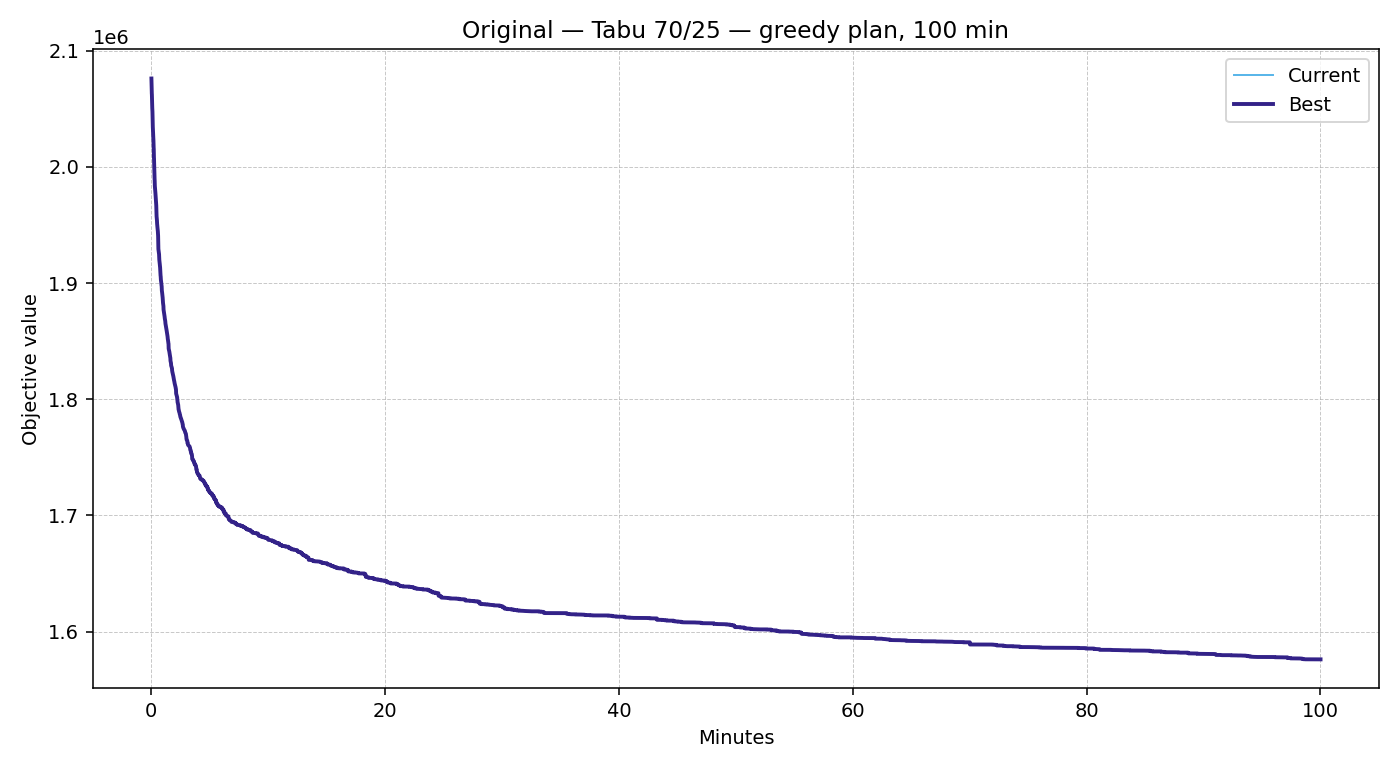 Original — Tabu 70/25 — greedy plan, 100 min
1e6
2.1
2.0
1.9
1.8
1.7
1.6
Objective value
Current
Best
0
20
40
60
80
100
Minutes